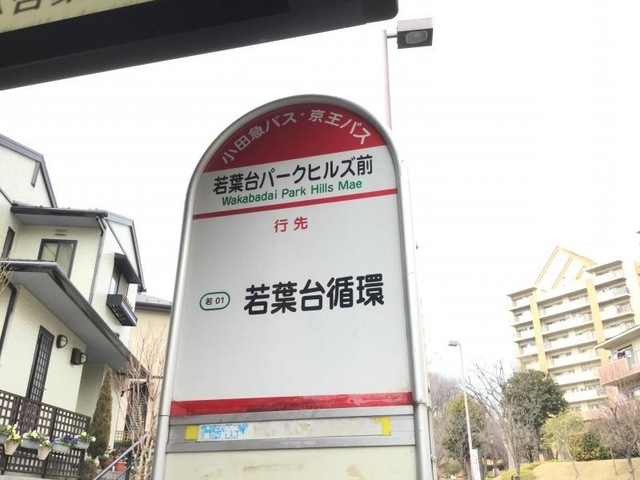 小田急バス・京王バス
若葉台パークヒルズ前
Wakabadai Park Hills Mae
行先
若01 若葉台循環